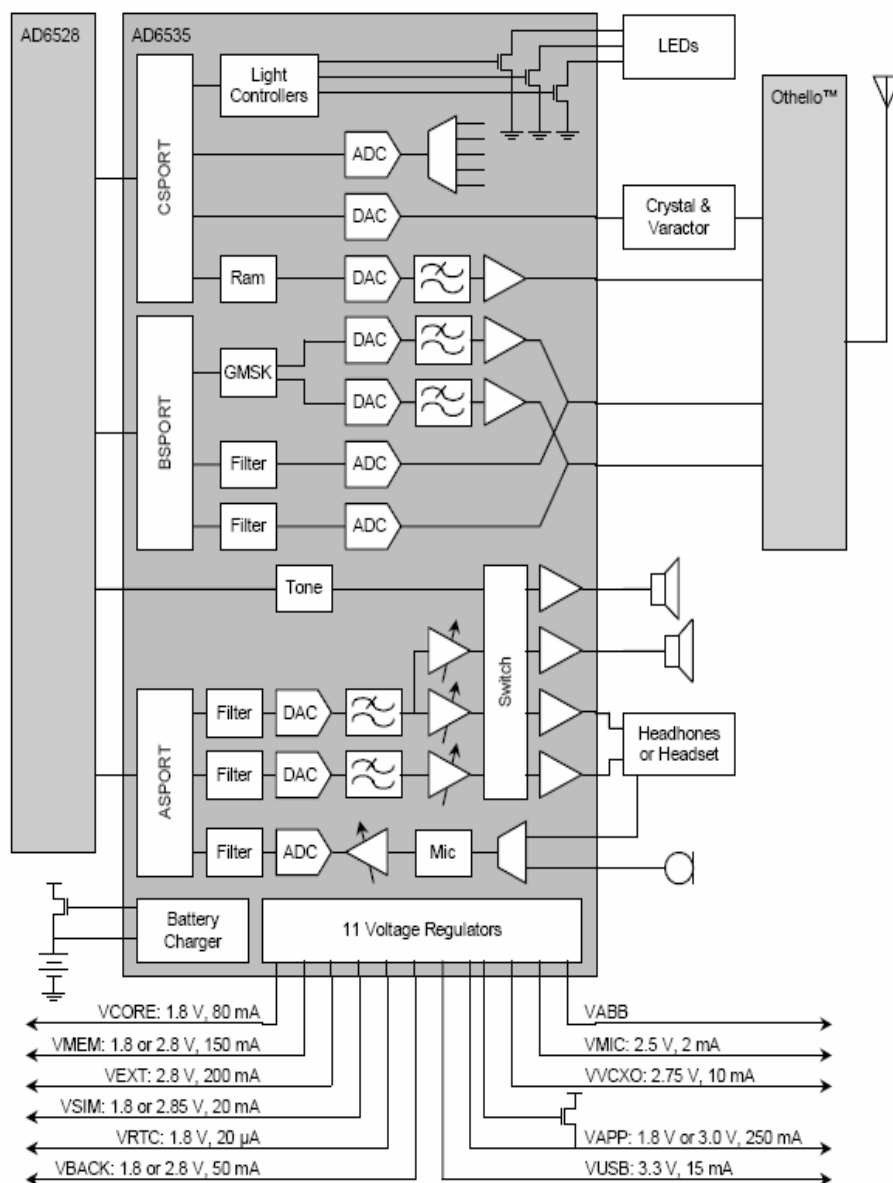 AD6528
AD6535
LEDs
Light
Controllers
Othello™
CSPORT
ADC
DAC
Crystal &
Varactor
Ram
DAC
BSPORT
GMSK
DAC
DAC
Filter
ADC
Filter
ADC
Tone
Switch
ASPORT
Filter
DAC
Headhones
or Headset
Filter
DAC
Filter
ADC
Mic
Battery
Charger
11 Voltage Regulators
VCORE: 1.8 V, 80 mA
VABB
VMEM: 1.8 or 2.8 V, 150 mA
VMIC: 2.5 V, 2 mA
VEXT: 2.8 V, 200 mA
VVCXO: 2.75 V, 10 mA
VSIM: 1.8 or 2.85 V, 20 mA
VRTC: 1.8 V, 20 µA
VAPP: 1.8 V or 3.0 V, 250 mA
VBACK: 1.8 or 2.8 V, 50 mA
VUSB: 3.3 V, 15 mA